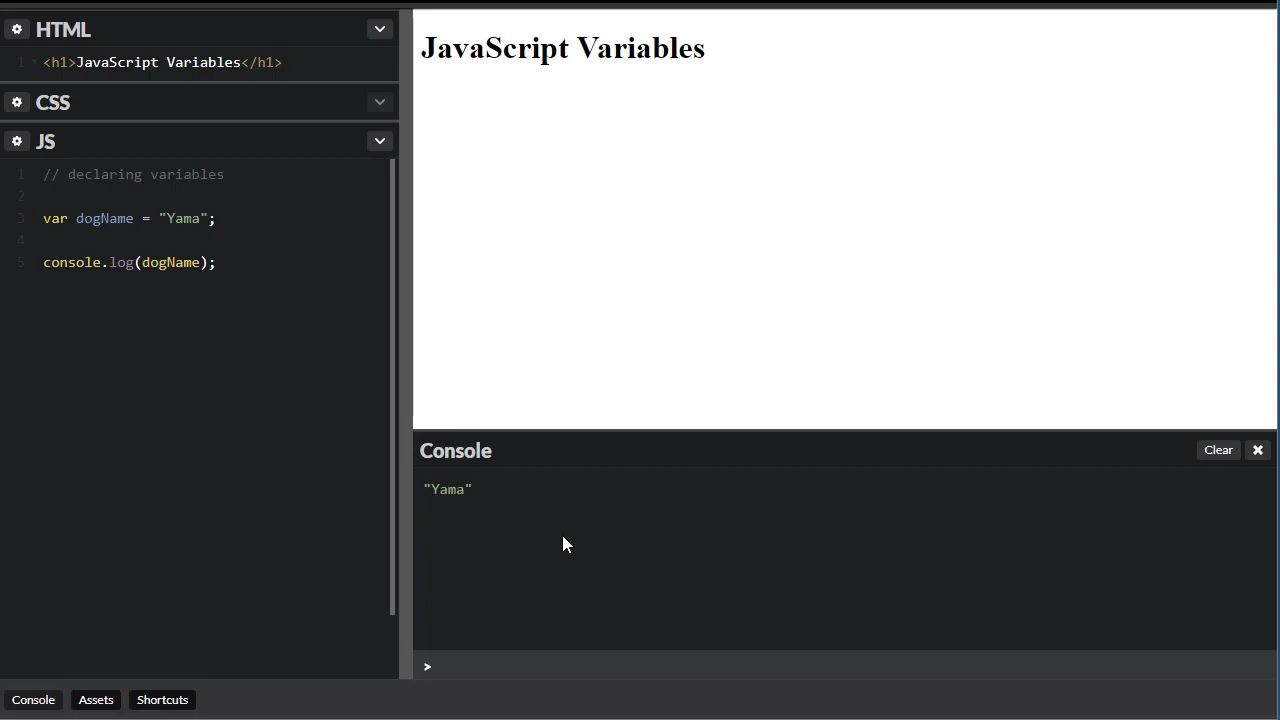 HTML
1 <h1>JavaScript Variables</h1>
CSS
JS
1 // declaring variables
2
3 var dogName = "Yama";
4
5 console.log(dogName);
JavaScript Variables
Console
Clear
"Yama"
>
Console
Assets
Shortcuts